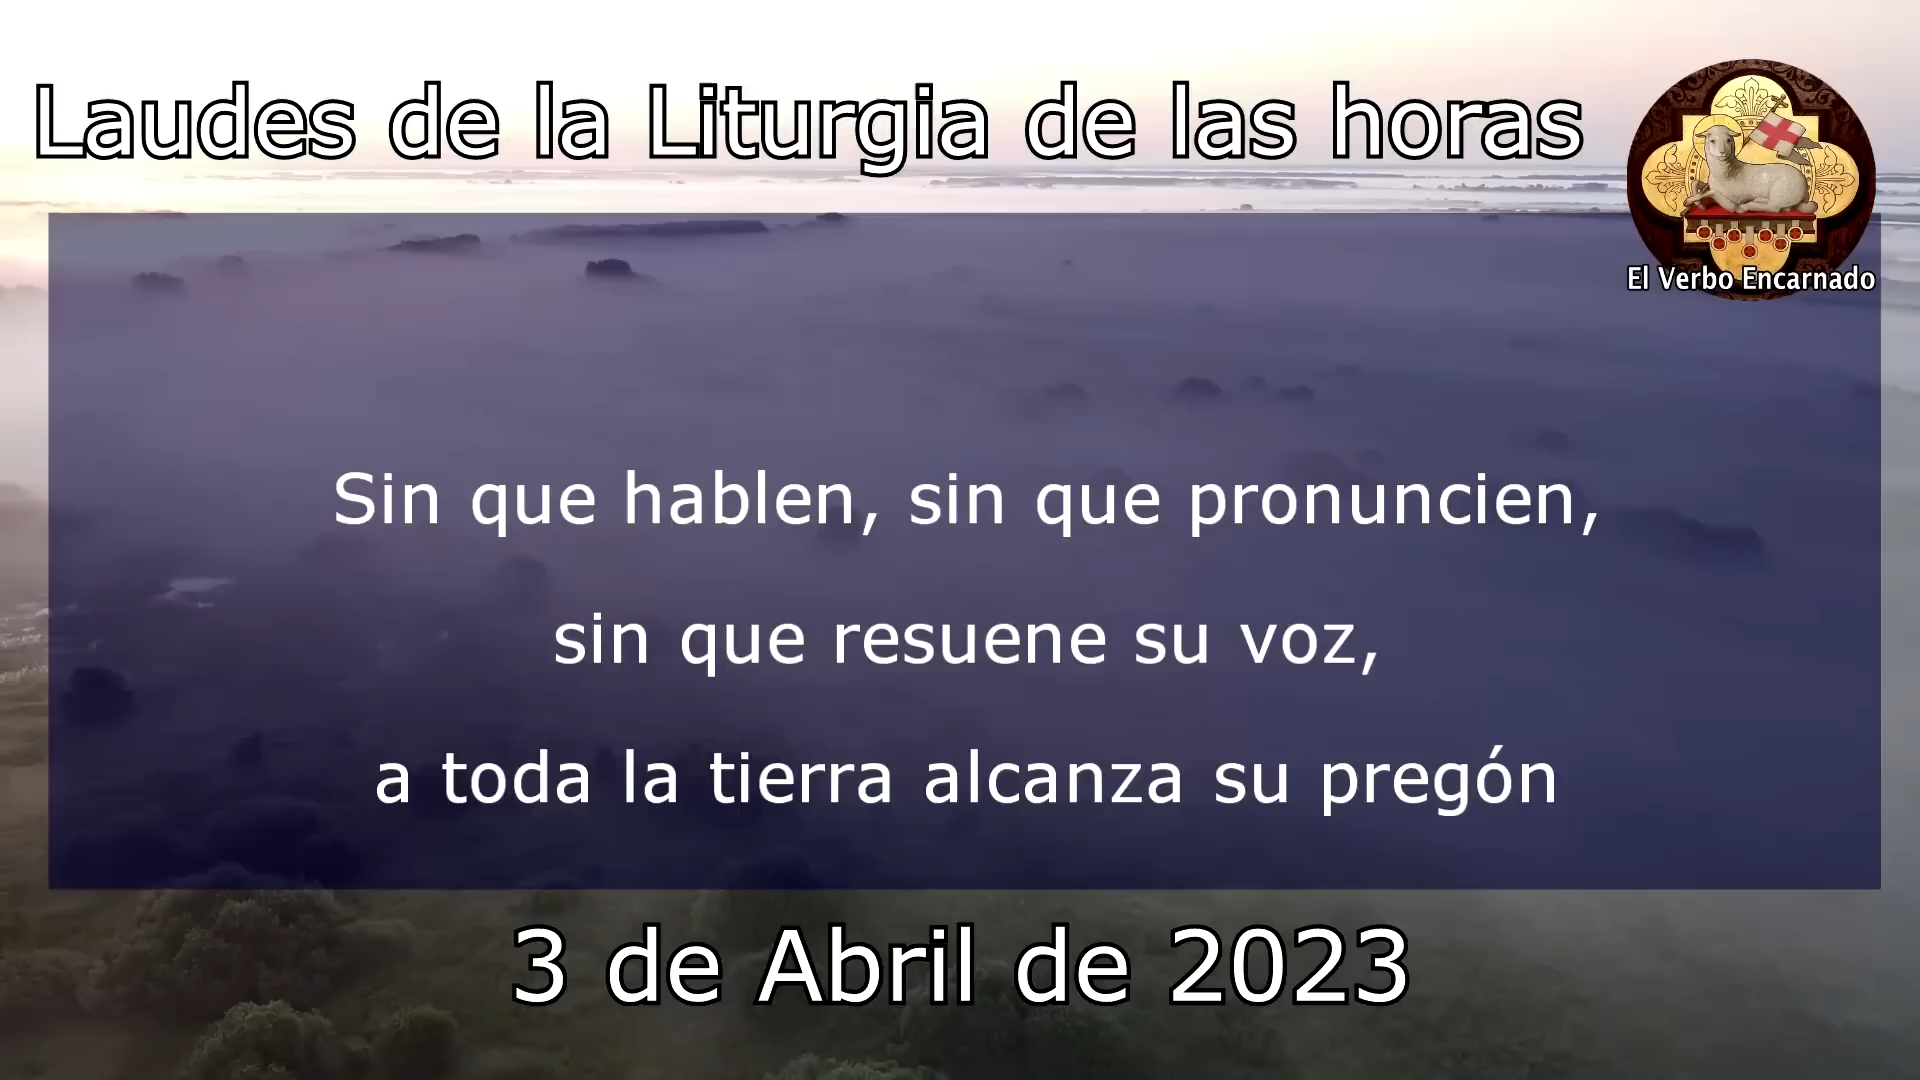 Laudes de la Liturgia de las horas
El Verbo Encarnado
Sin que hablen, sin que pronuncien,
sin que resuene su voz,
a toda la tierra alcanza su pregón
3 de Abril de 2023